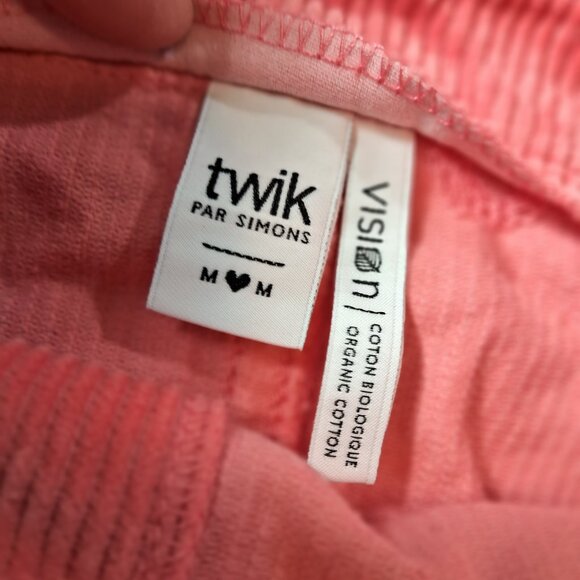 twik
PAR SIMONS
M ♥ M
VISION
COTON BIOLOGIQUE
ORGANIC COTTON